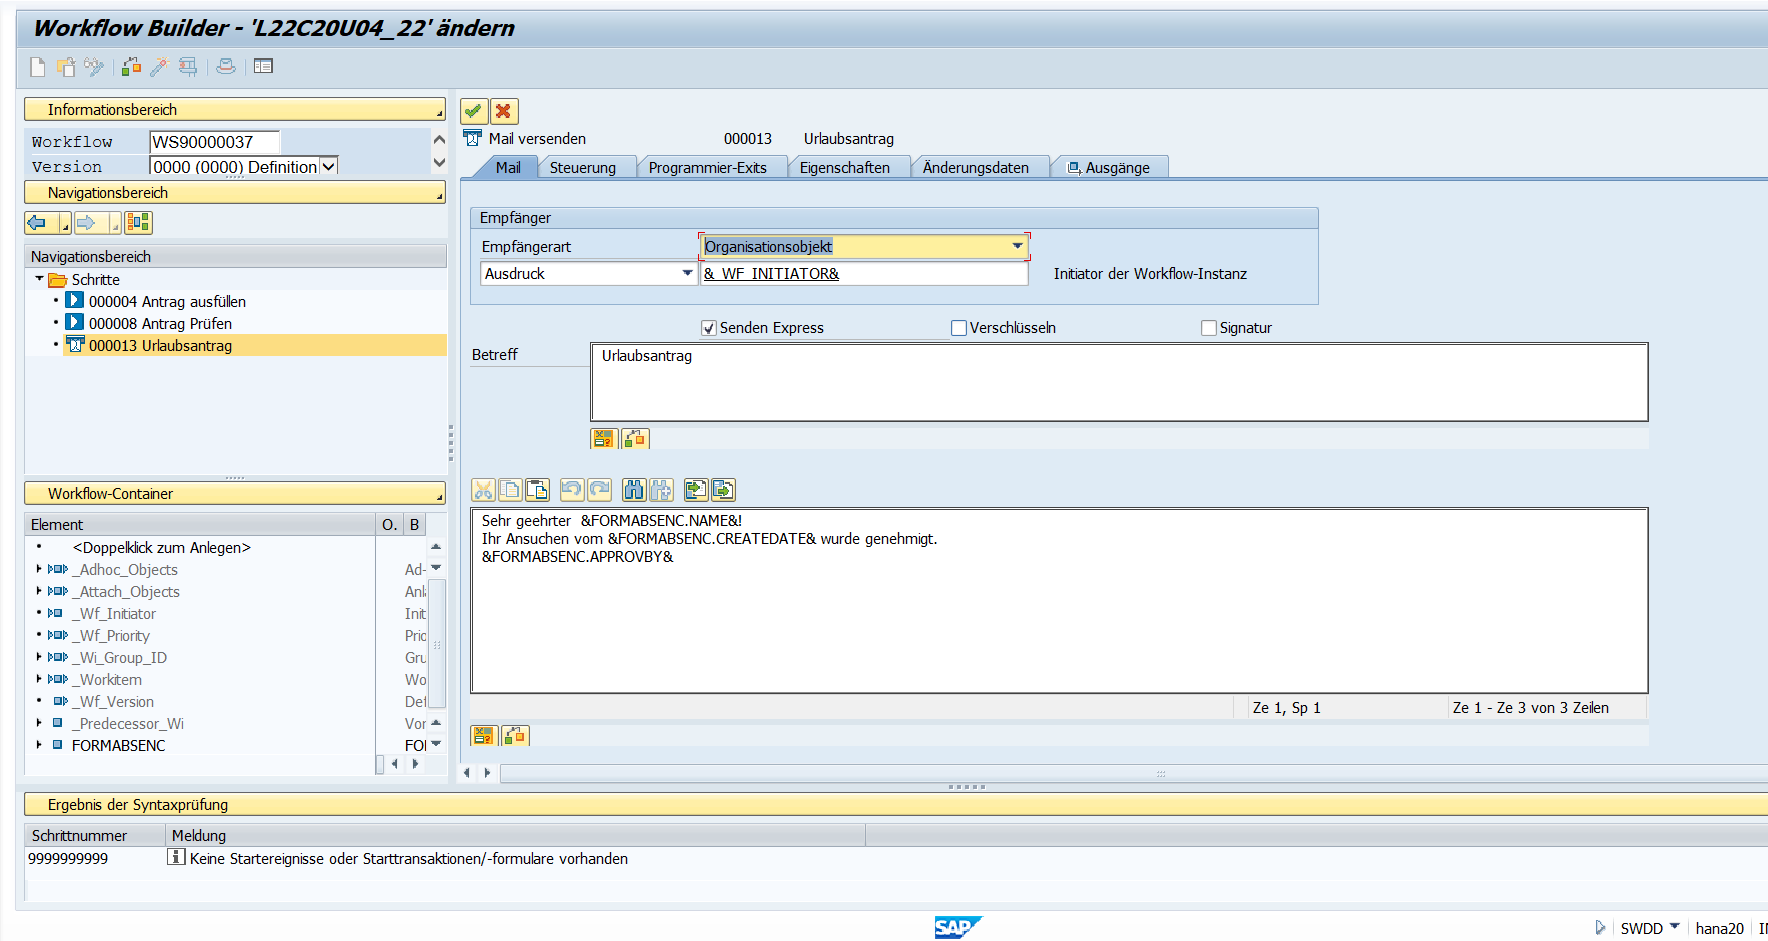 Workflow Builder - 'L22C20U04_22' ändern
Informationsbereich
Workflow WS90000037
Version 0000 (0000) Definition
Navigationsbereich
Navigationsbereich
Schritte
000004 Antrag ausfüllen
000008 Antrag Prüfen
000013 Urlaubsantrag
Workflow-Container
Element O. B
<Doppelklick zum Anlegen>
_Adhoc_Objects Ad-
_Attach_Objects Anl
_Wf_Initiator Init
_Wf_Priority Pric
_Wi_Group_ID Gru
_Workitem Wo
_Wf_Version Def
_Predecessor_Wi Vor
FORMABSENC FOI
Mail versenden 000013 Urlaubsantrag
Mail Steuerung Programmier-Exits Eigenschaften Änderungsdaten Ausgänge
Empfänger
Empfängerart Organisationsobjekt
Ausdruck &_WF_INITIATOR& Initiator der Workflow-Instanz
Senden Express Verschlüsseln Signatur
Betreff Urlaubsantrag
Sehr geehrter &FORMABSENC.NAME&!
Ihr Ansuchen vom &FORMABSENC.CREATEDATE& wurde genehmigt.
&FORMABSENC.APPROVBY&
Ze 1, Sp 1 Ze 1 - Ze 3 von 3 Zeilen
Ergebnis der Syntaxprüfung
Schrittnummer Meldung
9999999999 Keine Startereignisse oder Starttransaktionen/-formulare vorhanden
SAP SWDD hana20